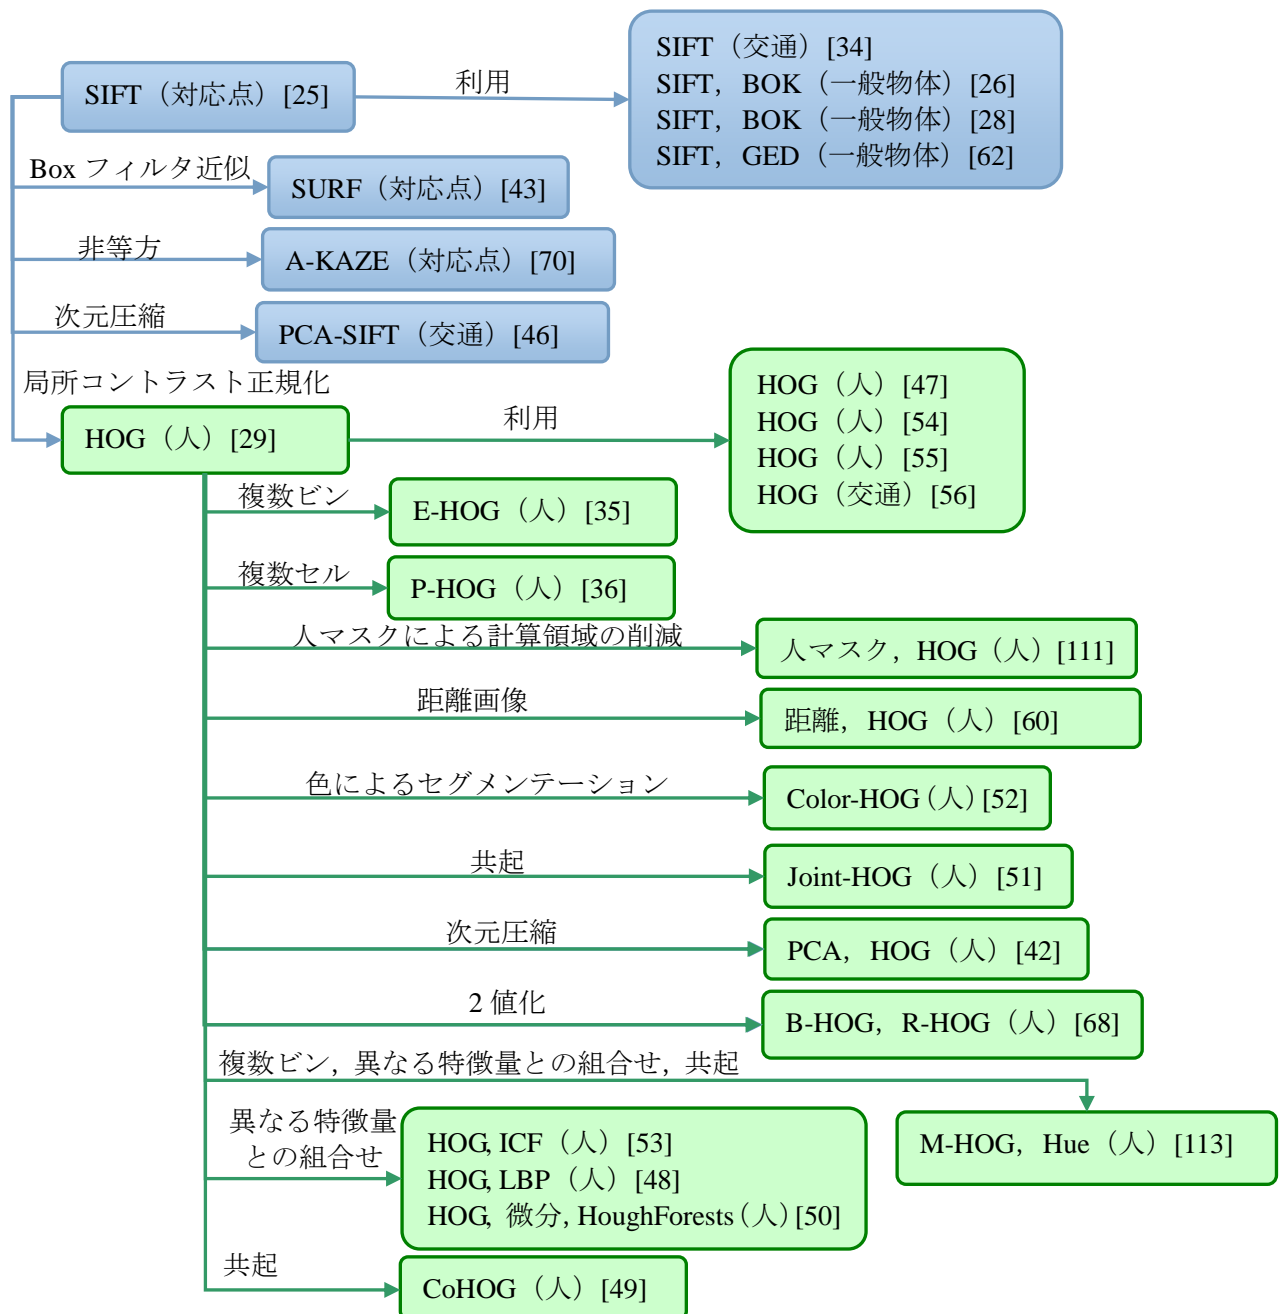 SIFT（対応点）[25]
利用
SIFT（交通）[34]
SIFT，BOK（一般物体）[26]
SIFT，BOK（一般物体）[28]
SIFT，GED（一般物体）[62]
Box フィルタ近似
SURF（対応点）[43]
非等方
A-KAZE（対応点）[70]
次元圧縮
PCA-SIFT（交通）[46]
局所コントラスト正規化
HOG（人）[29]
利用
HOG（人）[47]
HOG（人）[54]
HOG（人）[55]
HOG（交通）[56]
複数ビン
E-HOG（人）[35]
複数セル
P-HOG（人）[36]
人マスクによる計算領域の削減
人マスク，HOG（人）[111]
距離画像
距離，HOG（人）[60]
色によるセグメンテーション
Color-HOG（人）[52]
共起
Joint-HOG（人）[51]
次元圧縮
PCA，HOG（人）[42]
2 値化
B-HOG，R-HOG（人）[68]
複数ビン，異なる特徴量との組合せ，共起
M-HOG，Hue（人）[113]
異なる特徴量
との組合せ
HOG, ICF（人）[53]
HOG, LBP（人）[48]
HOG, 微分, HoughForests（人）[50]
共起
CoHOG（人）[49]